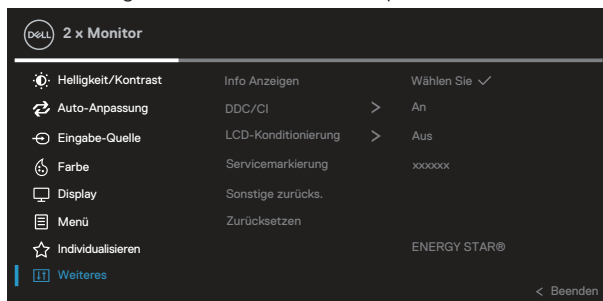 DELL 2 x Monitor
Helligkeit/Kontrast Info Anzeigen Wählen Sie ✓
Auto-Anpassung DDC/CI > An
Eingabe-Quelle LCD-Konditionierung > Aus
Farbe Servicemarkierung xxxxxx
Display Sonstige zurücks.
Menü Zurücksetzen
Individualisieren ENERGY STAR®
Weiteres
< Beenden